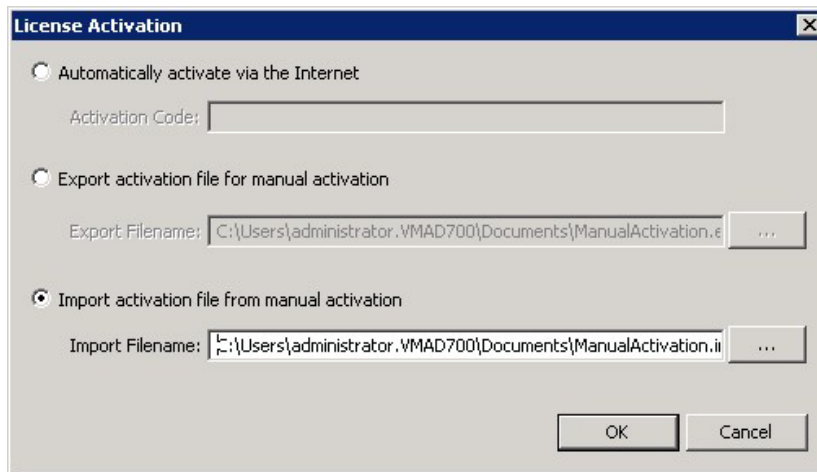 License Activation
Automatically activate via the Internet
Activation Code:
Export activation file for manual activation
Export Filename: C:\Users\administrator.VMAD700\Documents\ManualActivation.e ...
Import activation file from manual activation
Import Filename: C:\Users\administrator.VMAD700\Documents\ManualActivation.i ...
OK Cancel